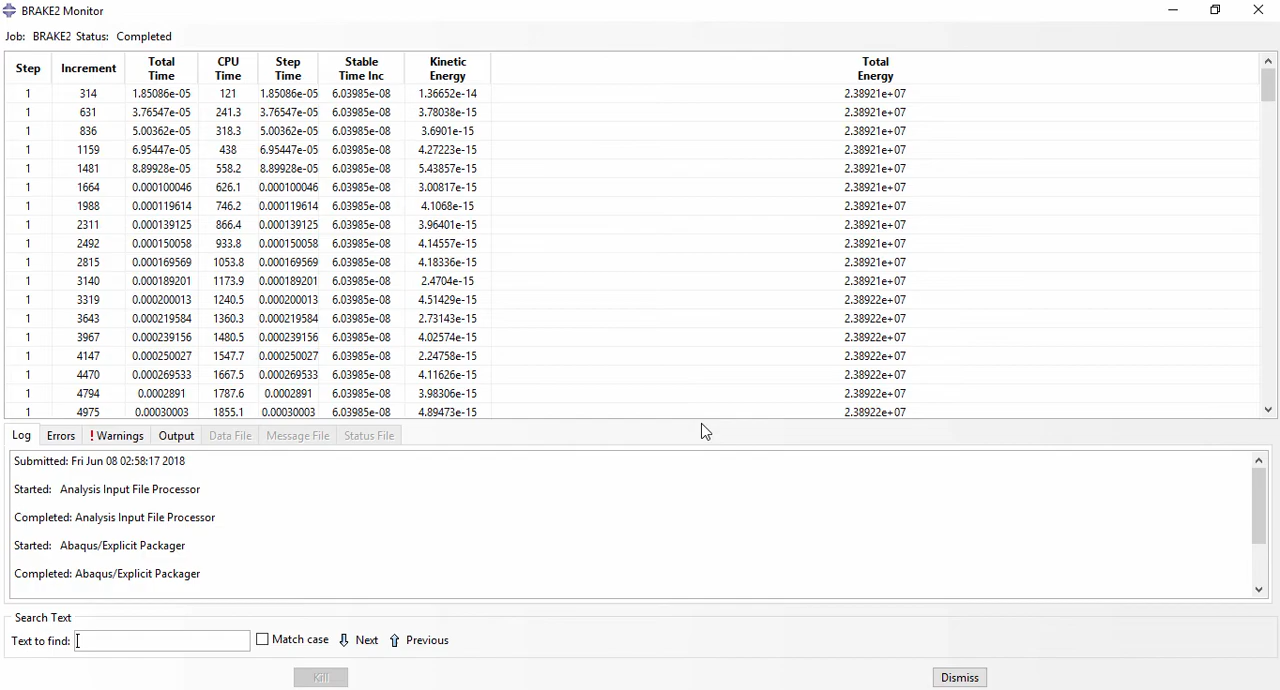 BRAKE2 Monitor
Job: BRAKE2 Status: Completed
Step Increment Total Time CPU Time Step Time Stable Time Inc Kinetic Energy Total Energy
1 314 1.85086e-05 121 1.85086e-05 6.03985e-08 1.36652e-14 2.38921e+07
1 631 3.76547e-05 241.3 3.76547e-05 6.03985e-08 3.78038e-15 2.38921e+07
1 836 5.00362e-05 318.3 5.00362e-05 6.03985e-08 3.6901e-15 2.38921e+07
1 1159 6.95447e-05 438 6.95447e-05 6.03985e-08 4.27223e-15 2.38921e+07
1 1481 8.89928e-05 558.2 8.89928e-05 6.03985e-08 5.43857e-15 2.38921e+07
1 1664 0.000100046 626.1 0.000100046 6.03985e-08 3.00817e-15 2.38921e+07
1 1988 0.000119614 746.2 0.000119614 6.03985e-08 4.1068e-15 2.38921e+07
1 2311 0.000139125 866.4 0.000139125 6.03985e-08 3.96401e-15 2.38921e+07
1 2492 0.000150058 933.8 0.000150058 6.03985e-08 4.14557e-15 2.38921e+07
1 2815 0.000169569 1053.8 0.000169569 6.03985e-08 4.18336e-15 2.38921e+07
1 3140 0.000189201 1173.9 0.000189201 6.03985e-08 2.4704e-15 2.38921e+07
1 3319 0.000200013 1240.5 0.000200013 6.03985e-08 4.51429e-15 2.38922e+07
1 3643 0.000219584 1360.3 0.000219584 6.03985e-08 2.73143e-15 2.38922e+07
1 3967 0.000239156 1480.5 0.000239156 6.03985e-08 4.02574e-15 2.38922e+07
1 4147 0.000250027 1547.7 0.000250027 6.03985e-08 2.24758e-15 2.38922e+07
1 4470 0.000269533 1667.5 0.000269533 6.03985e-08 4.11626e-15 2.38922e+07
1 4794 0.0002891 1787.6 0.0002891 6.03985e-08 3.98306e-15 2.38922e+07
1 4975 0.00030003 1855.1 0.00030003 6.03985e-08 4.89473e-15 2.38922e+07
Log Errors ! Warnings Output Data File Message File Status File
Submitted: Fri Jun 08 02:58:17 2018
Started: Analysis Input File Processor
Completed: Analysis Input File Processor
Started: Abaqus/Explicit Packager
Completed: Abaqus/Explicit Packager
Search Text
Text to find: Match case Next Previous
Kill Dismiss